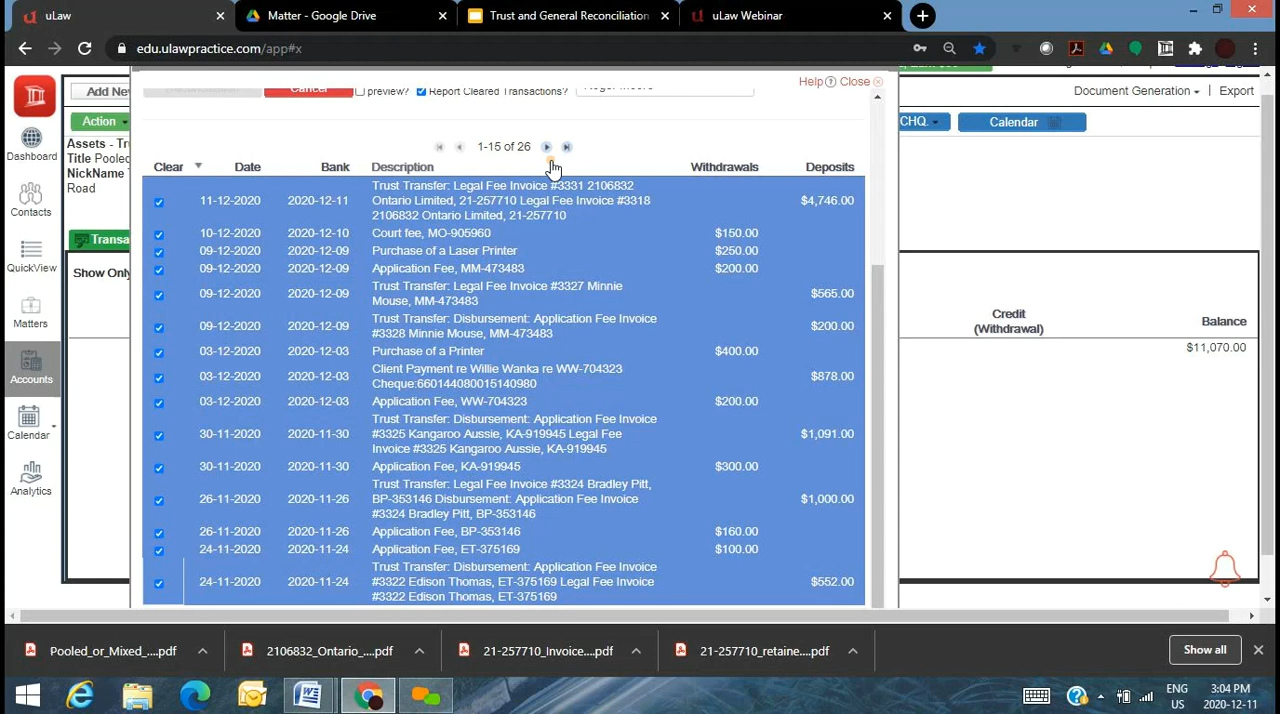 uLaw
Matter - Google Drive
Trust and General Reconciliation
uLaw Webinar
edu.ulawpractice.com/app#x
Help Close
Add Ne
Cancel
preview?
Report Cleared Transactions?
Document Generation
Export
Action
CHQ.
Calendar
Dashboard
Contacts
QuickView
Matters
Accounts
Calendar
Analytics
Assets - Tru
Title Pooled
NickName T
Road
Transa
Show Only
1-15 of 26
Clear Date Bank Description Withdrawals Deposits
11-12-2020 2020-12-11 Trust Transfer: Legal Fee Invoice #3331 2106832
Ontario Limited, 21-257710 Legal Fee Invoice #3318
2106832 Ontario Limited, 21-257710 $4,746.00
10-12-2020 2020-12-10 Court fee, MO-905960 $150.00
09-12-2020 2020-12-09 Purchase of a Laser Printer $250.00
09-12-2020 2020-12-09 Application Fee, MM-473483 $200.00
09-12-2020 2020-12-09 Trust Transfer: Legal Fee Invoice #3327 Minnie
Mouse, MM-473483 $565.00
09-12-2020 2020-12-09 Trust Transfer: Disbursement: Application Fee Invoice
#3328 Minnie Mouse, MM-473483 $200.00
03-12-2020 2020-12-03 Purchase of a Printer $400.00
03-12-2020 2020-12-03 Client Payment re Willie Wanka re WW-704323
Cheque:660144080015140980 $878.00
03-12-2020 2020-12-03 Application Fee, WW-704323 $200.00
30-11-2020 2020-11-30 Trust Transfer: Disbursement: Application Fee Invoice
#3325 Kangaroo Aussie, KA-919945 Legal Fee
Invoice #3325 Kangaroo Aussie, KA-919945 $1,091.00
30-11-2020 2020-11-30 Application Fee, KA-919945 $300.00
26-11-2020 2020-11-26 Trust Transfer: Legal Fee Invoice #3324 Bradley Pitt,
BP-353146 Disbursement: Application Fee Invoice
#3324 Bradley Pitt, BP-353146 $1,000.00
26-11-2020 2020-11-26 Application Fee, BP-353146 $160.00
24-11-2020 2020-11-24 Application Fee, ET-375169 $100.00
24-11-2020 2020-11-24 Trust Transfer: Disbursement: Application Fee Invoice
#3322 Edison Thomas, ET-375169 Legal Fee Invoice
#3322 Edison Thomas, ET-375169 $552.00
Credit
(Withdrawal)
Balance
$11,070.00
Pooled_or_Mixed_....pdf
2106832_Ontario_....pdf
21-257710_Invoice....pdf
21-257710_retaine....pdf
Show all
ENG
US
3:04 PM
2020-12-11